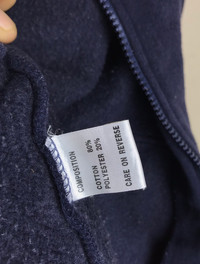 COMPOSITION
80%
COTTON
POLYESTER 20%
CARE ON REVERSE